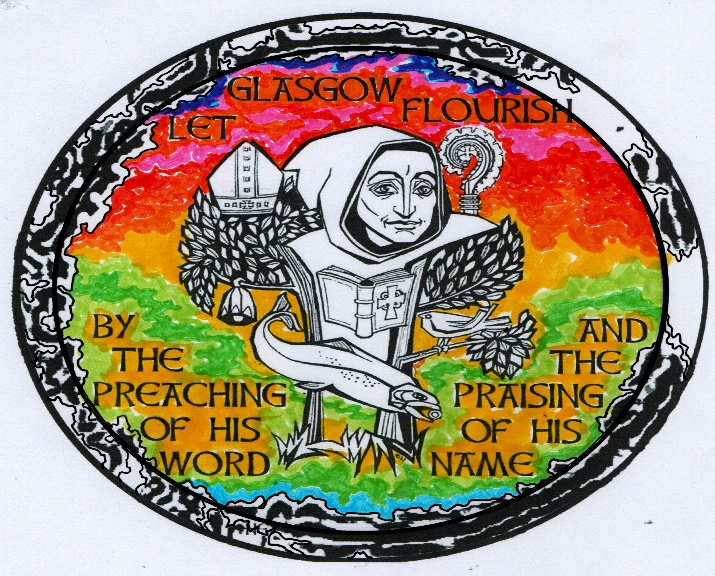 LET GLASGOW FLOURISH
BY
THE
PREACHING
OF HIS
WORD
AND
THE
PRAISING
OF HIS
NAME